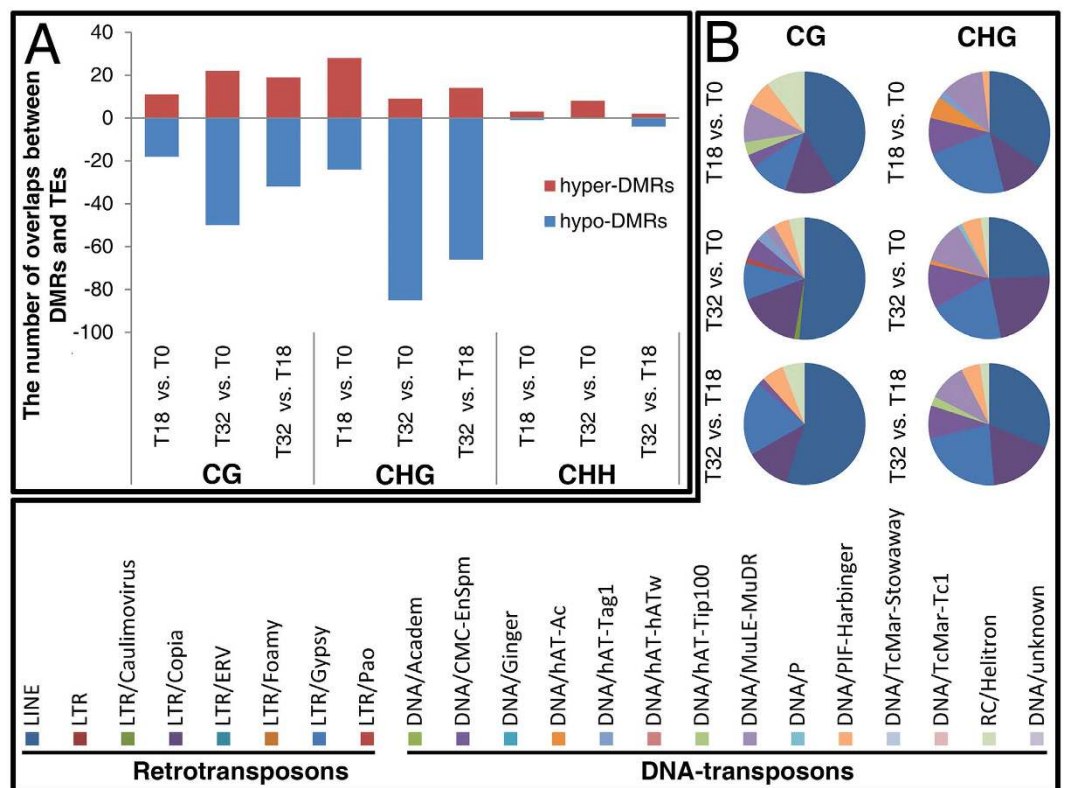 A
The number of overlaps between
DMRs and TEs
40
20
0
-20
-40
-60
-80
-100
hyper-DMRs
hypo-DMRs
T18 vs. T0
T32 vs. T0
T32 vs. T18
T18 vs. T0
T32 vs. T0
T32 vs. T18
T18 vs. T0
T32 vs. T0
T32 vs. T18
CG
CHG
CHH
B
CG
CHG
T18 vs. T0
T18 vs. T0
T32 vs. T0
T32 vs. T0
T32 vs. T18
T32 vs. T18
LINE
LTR
LTR/Caulimovirus
LTR/Copia
LTR/ERV
LTR/Foamy
LTR/Gypsy
LTR/Pao
DNA/Academ
DNA/CMC-EnSpm
DNA/Ginger
DNA/hAT-Ac
DNA/hAT-Tag1
DNA/hAT-hATw
DNA/hAT-Tip100
DNA/MuLE-MuDR
DNA/P
DNA/PIF-Harbinger
DNA/TcMar-Stowaway
DNA/TcMar-Tc1
RC/Helitron
DNA/unknown
Retrotransposons
DNA-transposons